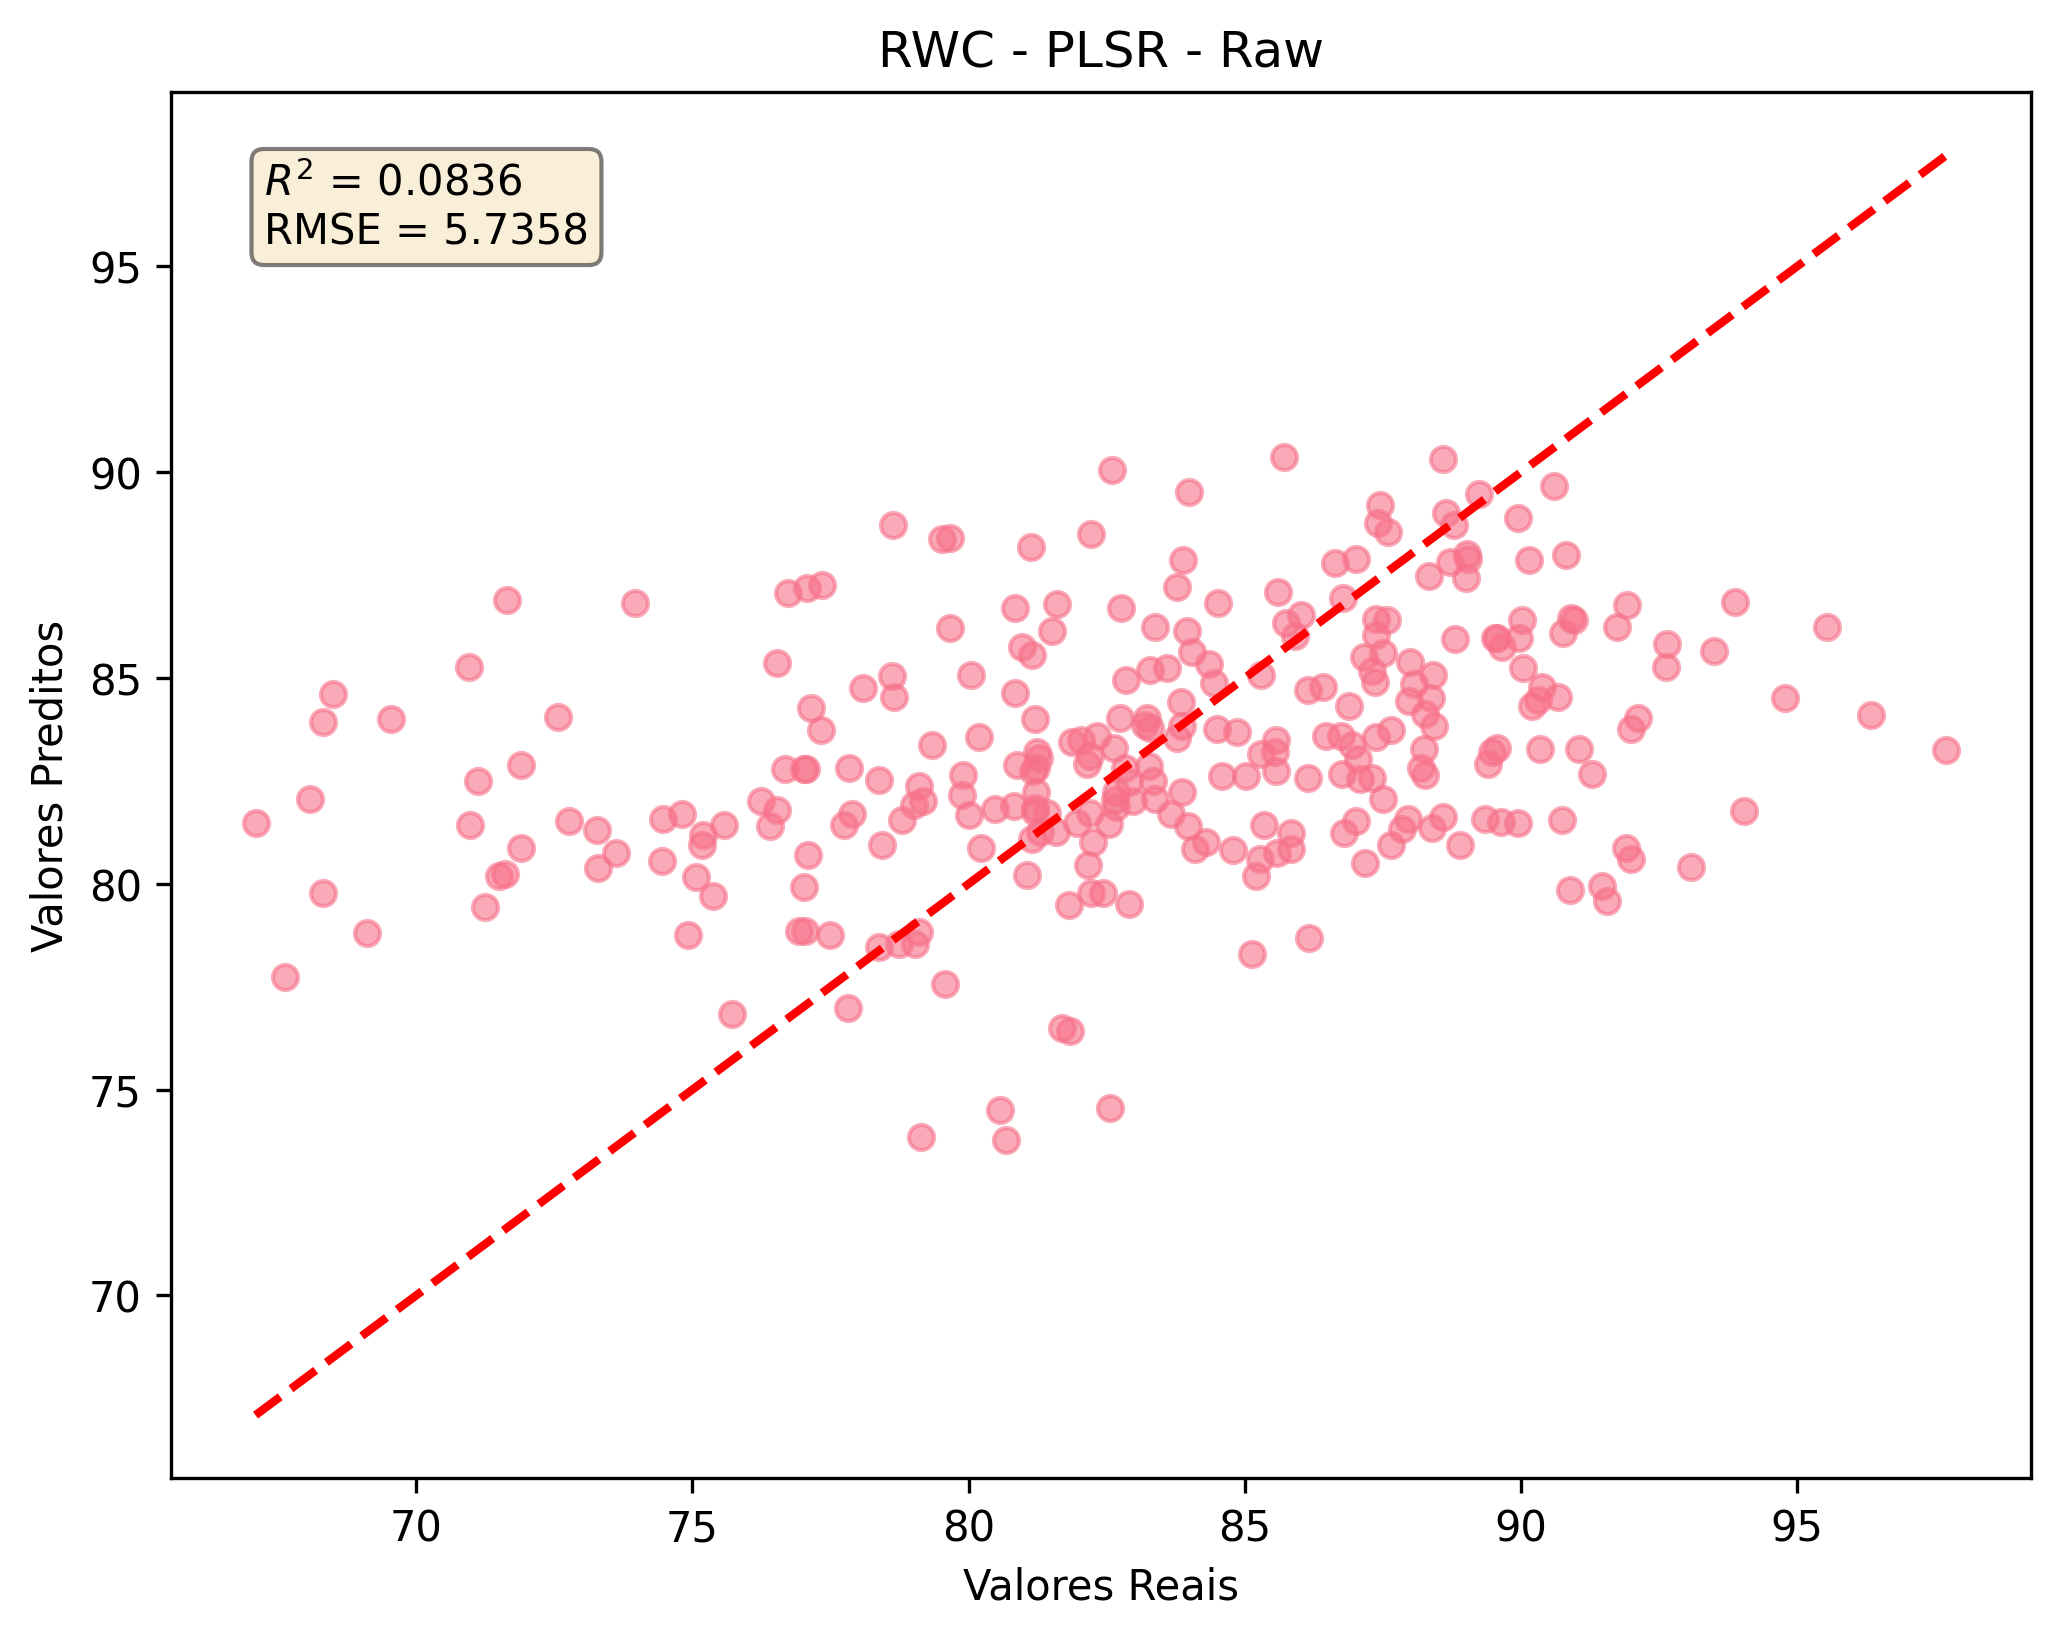 RWC - PLSR - Raw
R² = 0.0836
RMSE = 5.7358
95
90
85
80
75
70
Valores Preditos
70 75 80 85 90 95
Valores Reais